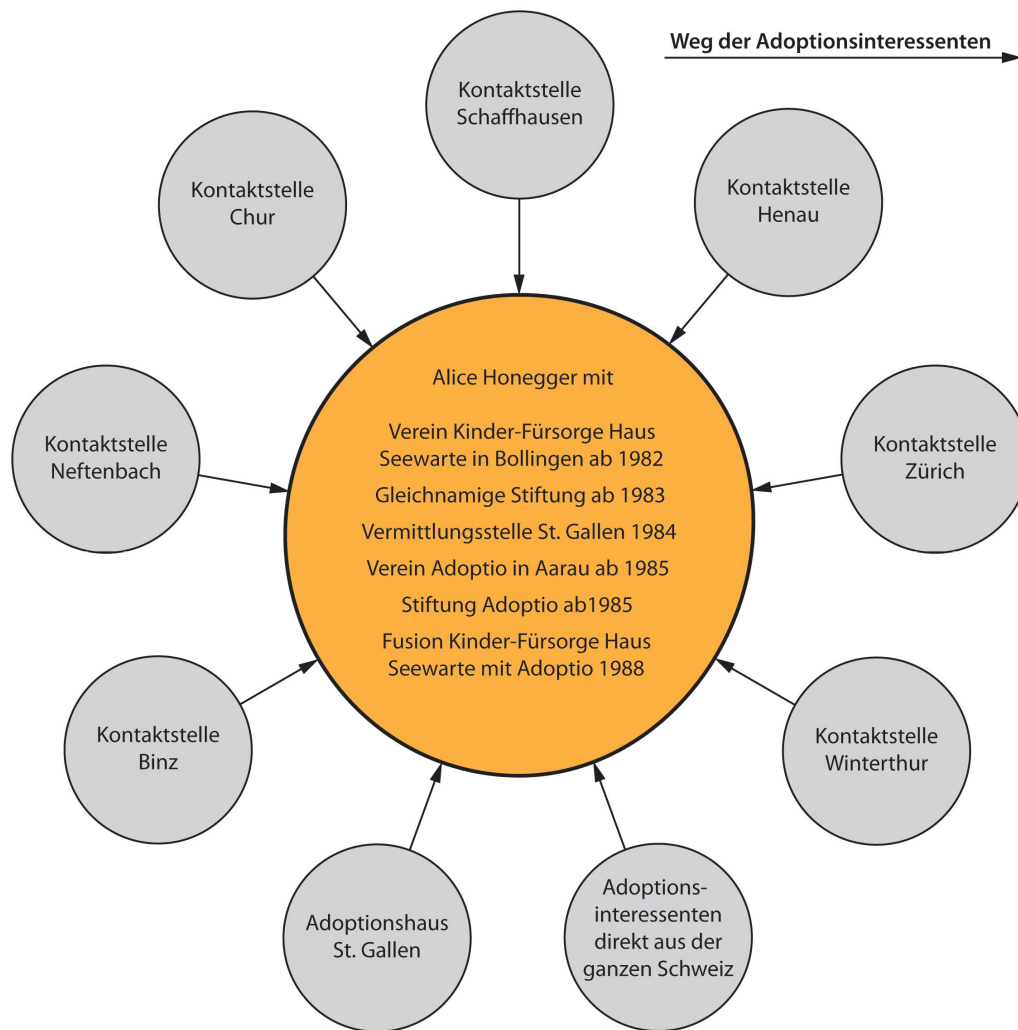 Weg der Adoptionsinteressenten
Kontaktstelle
Schaffhausen
Kontaktstelle
Chur
Kontaktstelle
Henau
Alice Honegger mit
Verein Kinder-Fürsorge Haus
Seewarte in Bollingen ab 1982
Gleichnamige Stiftung ab 1983
Vermittlungsstelle St. Gallen 1984
Verein Adoptio in Aarau ab 1985
Stiftung Adoptio ab1985
Fusion Kinder-Fürsorge Haus
Seewarte mit Adoptio 1988
Kontaktstelle
Neftenbach
Kontaktstelle
Zürich
Kontaktstelle
Binz
Kontaktstelle
Winterthur
Adoptionshaus
St. Gallen
Adoptions-
interessenten
direkt aus der
ganzen Schweiz